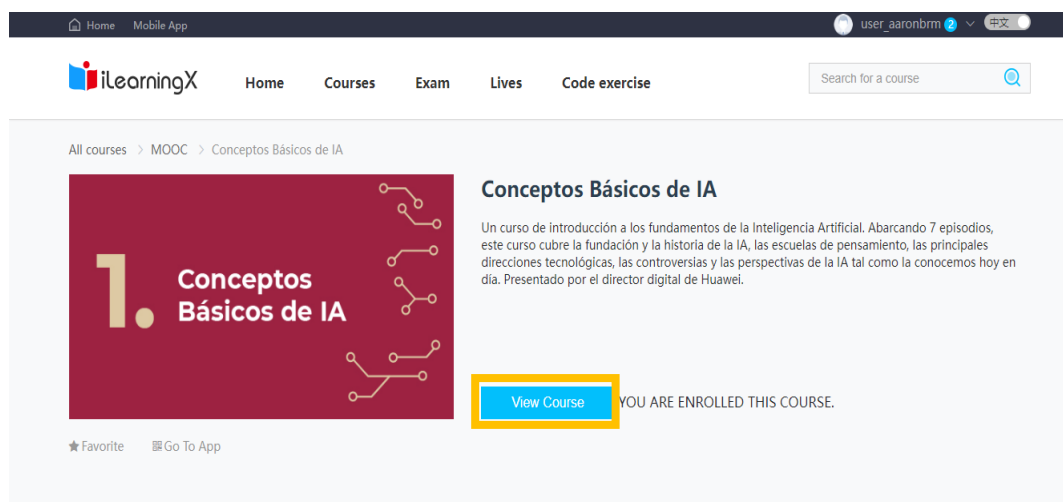 Home Mobile App user_aaronbrm 2 中文
iLearningX Home Courses Exam Lives Code exercise Search for a course
All courses > MOOC > Conceptos Básicos de IA
1. Conceptos
Básicos de IA
Conceptos Básicos de IA
Un curso de introducción a los fundamentos de la Inteligencia Artificial. Abarcando 7 episodios,
este curso cubre la fundación y la historia de la IA, las escuelas de pensamiento, las principales
direcciones tecnológicas, las controversias y las perspectivas de la IA tal como la conocemos hoy en
día. Presentado por el director digital de Huawei.
View Course YOU ARE ENROLLED THIS COURSE.
Favorite Go To App